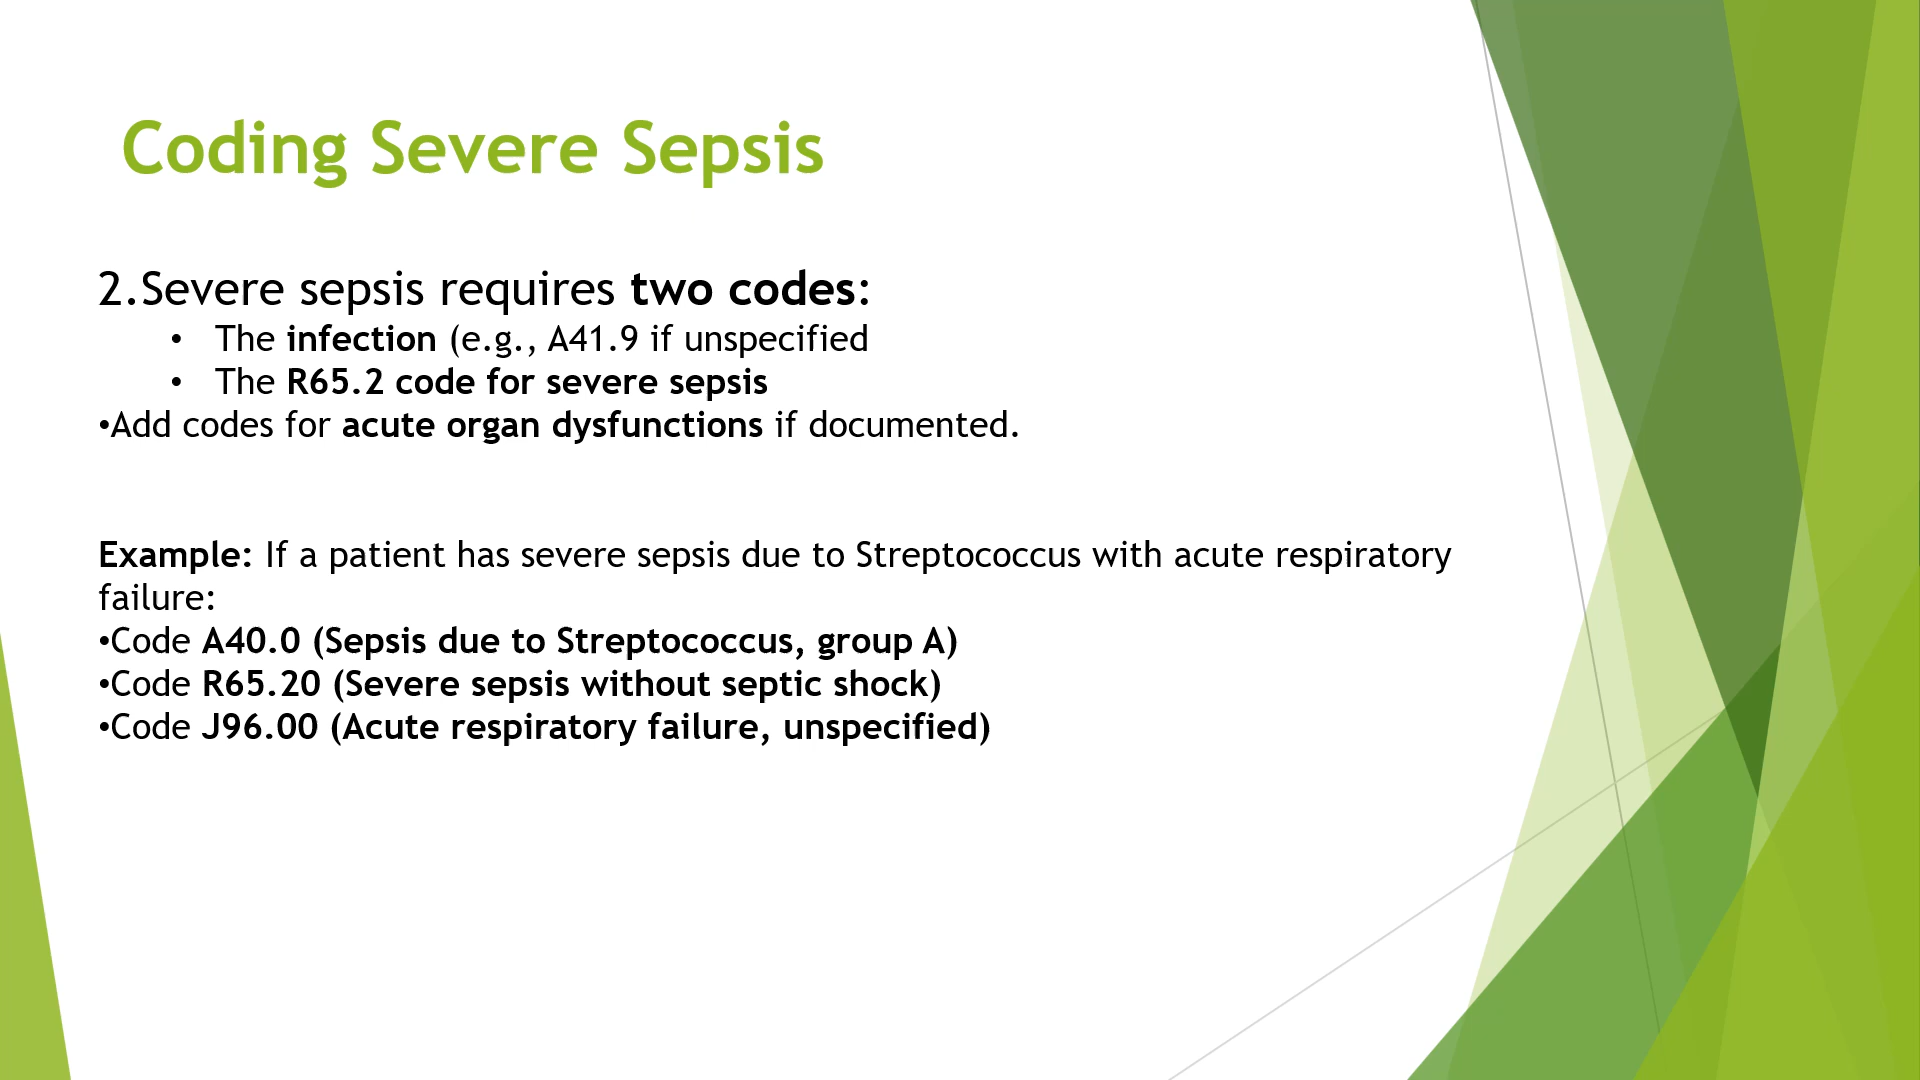 Coding Severe Sepsis
2.Severe sepsis requires two codes:
• The infection (e.g., A41.9 if unspecified
• The R65.2 code for severe sepsis
•Add codes for acute organ dysfunctions if documented.
Example: If a patient has severe sepsis due to Streptococcus with acute respiratory
failure:
•Code A40.0 (Sepsis due to Streptococcus, group A)
•Code R65.20 (Severe sepsis without septic shock)
•Code J96.00 (Acute respiratory failure, unspecified)